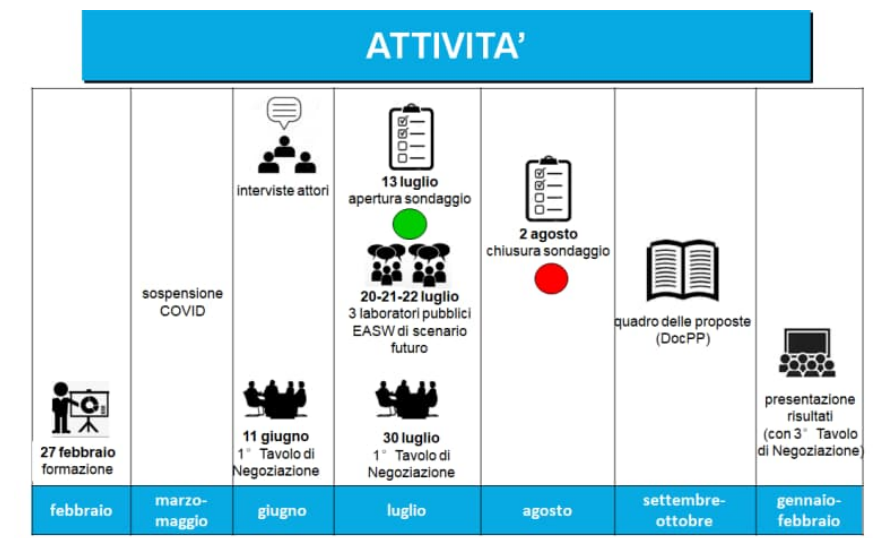 ATTIVITA'
27 febbraio
formazione
sospensione
COVID
interviste attori
11 giugno
1° Tavolo di
Negoziazione
13 luglio
apertura sondaggio
20-21-22 luglio
3 laboratori pubblici
EASW di scenario
futuro
30 luglio
1° Tavolo di
Negoziazione
2 agosto
chiusura sondaggio
quadro delle proposte
(DocPP)
presentazione
risultati
(con 3° Tavolo
di Negoziazione)
febbraio
marzo-
maggio
giugno
luglio
agosto
settembre-
ottobre
gennaio-
febbraio